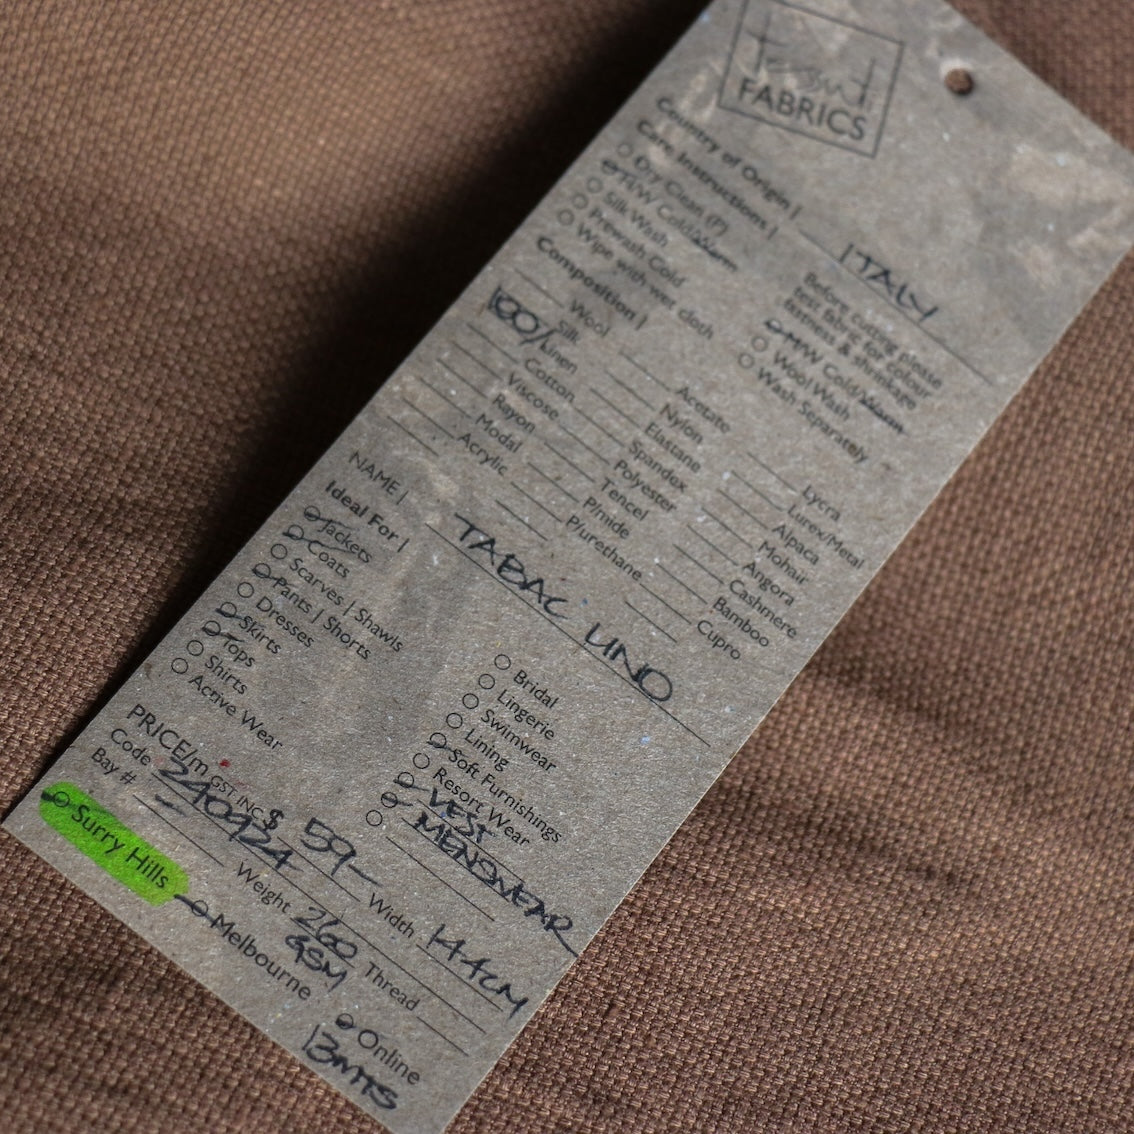 FABRICS
Country of Origin | ITALY
Care Instructions |
Dry Clean (P)
H/W Cold/Warm
Silk Wash
Prewash Cold
Wipe with wet cloth
Before cutting please
test fabric for colour
fastness & shrinkage
M/W Cold/Warm
Wool Wash
Wash Separately
Composition |
Wool
Silk
100% Linen
Cotton
Viscose
Rayon
Modal
Acrylic
Acetate
Nylon
Elastane
Spandex
Polyester
Tencel
P/mide
P/urethane
Lycra
Lurex/Metal
Alpaca
Mohair
Angora
Cashmere
Bamboo
Cupro
NAME | TABAC UNO
Ideal For |
Jackets
Coats
Scarves | Shawls
Pants | Shorts
Dresses
Skirts
Tops
Shirts
Active Wear
Bridal
Lingerie
Swimwear
Lining
Soft Furnishings
Resort Wear
VEST
MENSWEAR
PRICE/m GST INC $ 59-
Code 240924
Width 144CM
Bay # -
Weight 260 GSM
Thread
Surry Hills
Melbourne
Online
13MTS